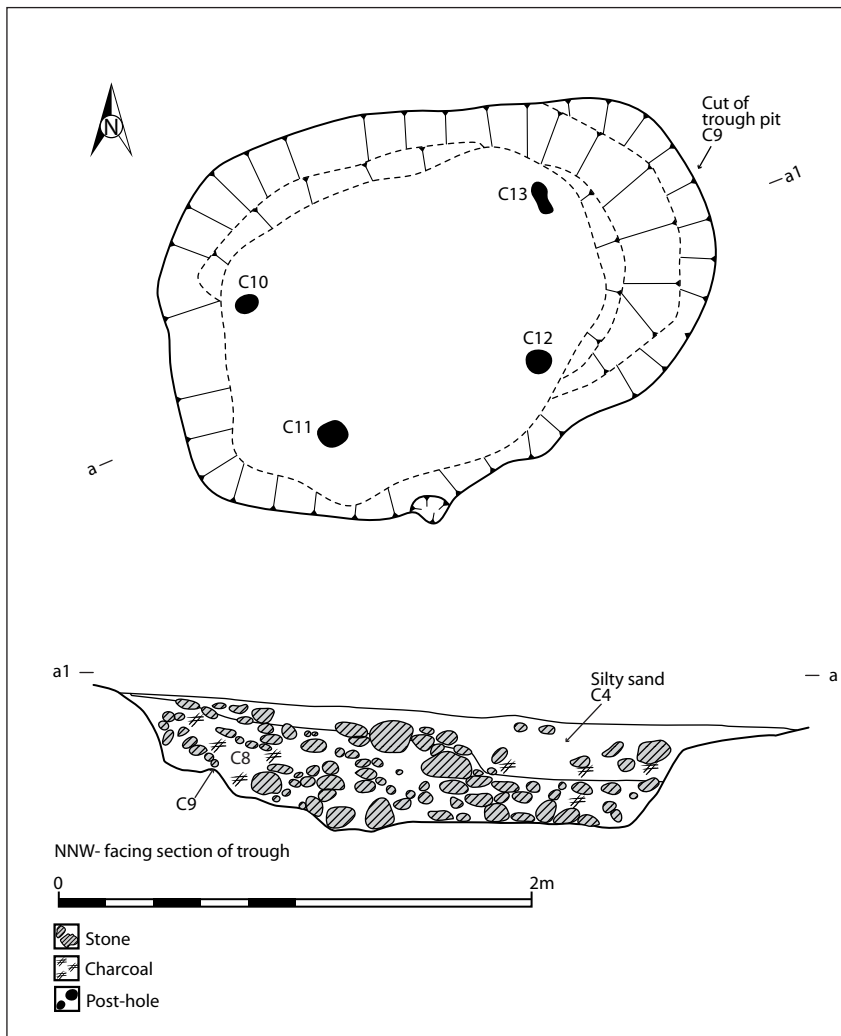 N
Cut of
trough pit
C9
a1
C13
C10
C12
C11
a
a1
a
Silty sand
C4
C8
C9
NNW- facing section of trough
0
2m
Stone
Charcoal
Post-hole